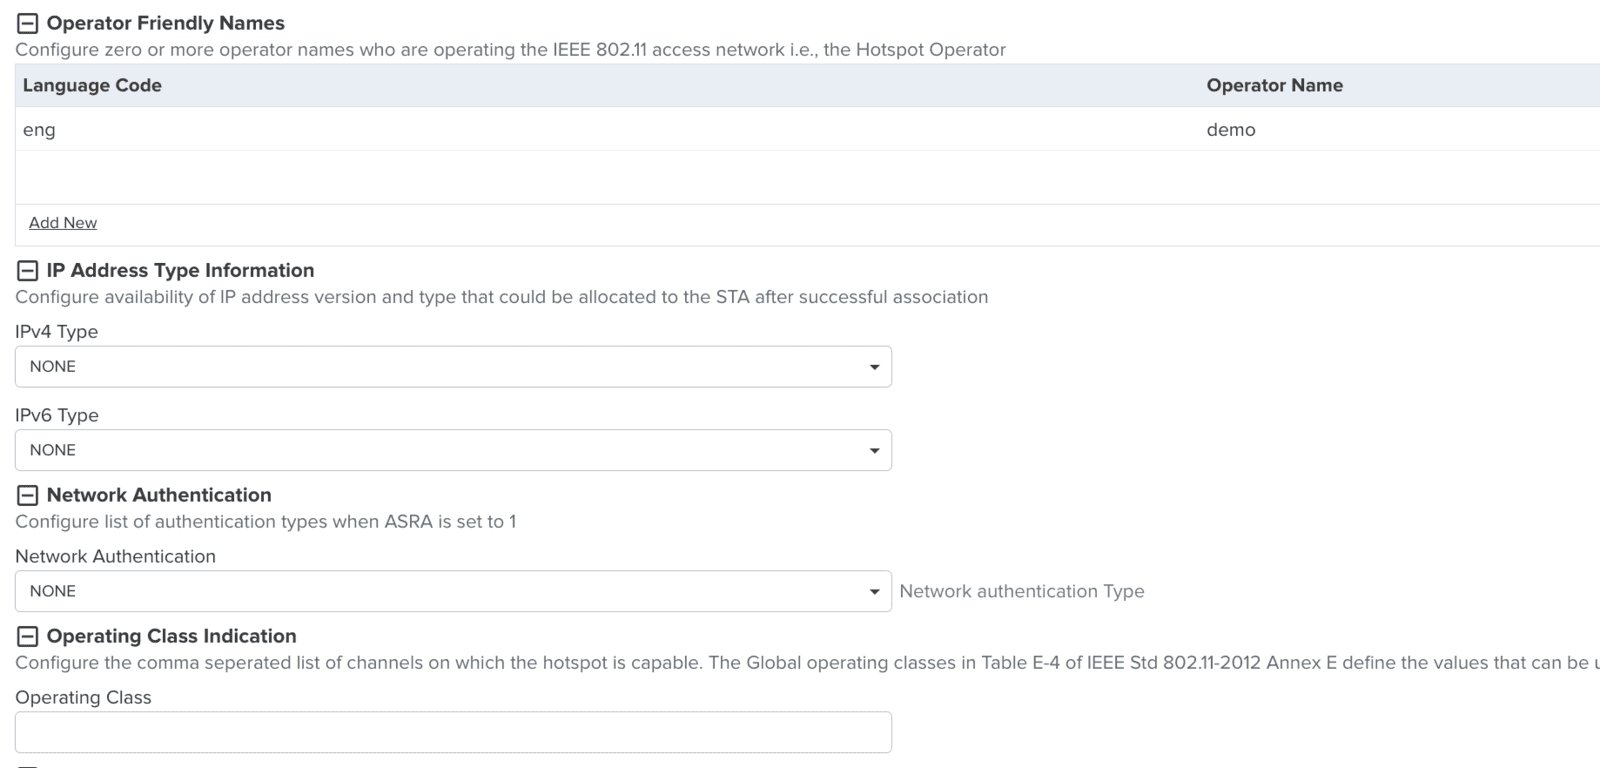 Operator Friendly Names
Configure zero or more operator names who are operating the IEEE 802.11 access network i.e., the Hotspot Operator
Language Code Operator Name
eng demo
Add New
IP Address Type Information
Configure availability of IP address version and type that could be allocated to the STA after successful association
IPv4 Type
NONE
IPv6 Type
NONE
Network Authentication
Configure list of authentication types when ASRA is set to 1
Network Authentication
NONE Network authentication Type
Operating Class Indication
Configure the comma seperated list of channels on which the hotspot is capable. The Global operating classes in Table E-4 of IEEE Std 802.11-2012 Annex E define the values that can be
Operating Class